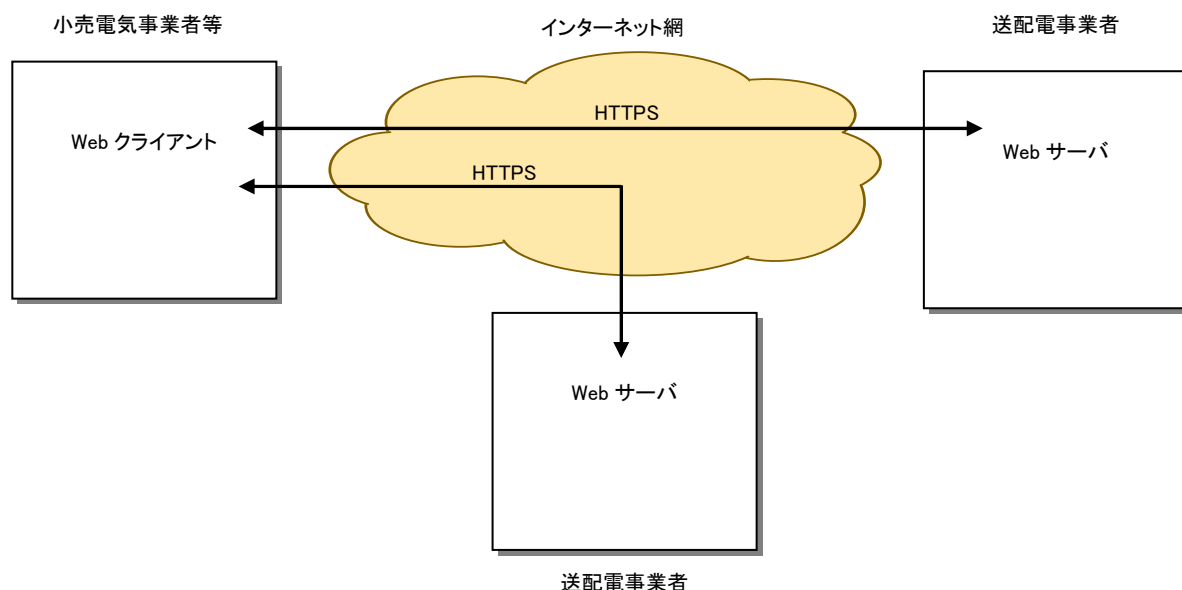 小売電気事業者等
インターネット網
送配電事業者
HTTPS
Web クライアント
Web サーバ
HTTPS
Web サーバ
送配電事業者